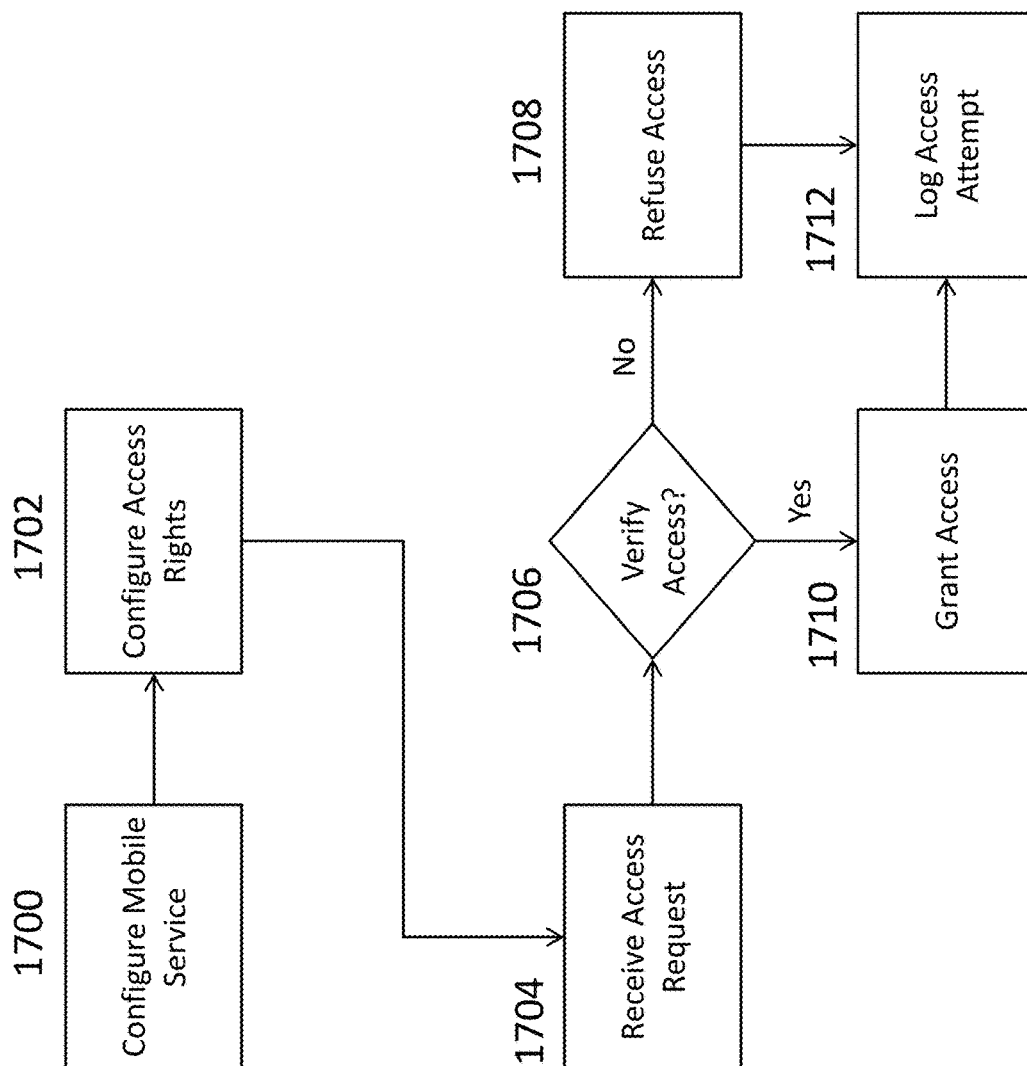 1700
Configure Mobile
Service
1702
Configure Access
Rights
1704
Receive Access
Request
1706
Verify
Access?
No
1708
Refuse Access
Yes
1710
Grant Access
1712
Log Access
Attempt